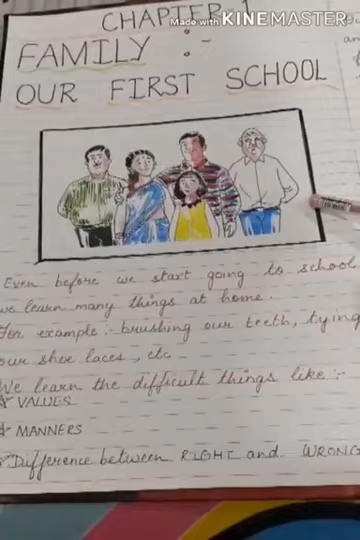 Made with KINEMASTER
CHAPTER-1
FAMILY :-
OUR FIRST SCHOOL
Even before we start going to school
we learn many things at home.
For example:- brushing our teeth, tying
our shoe laces, etc
We learn the difficult things like:-
VALUES
MANNERS
Difference between RIGHT and WRONG